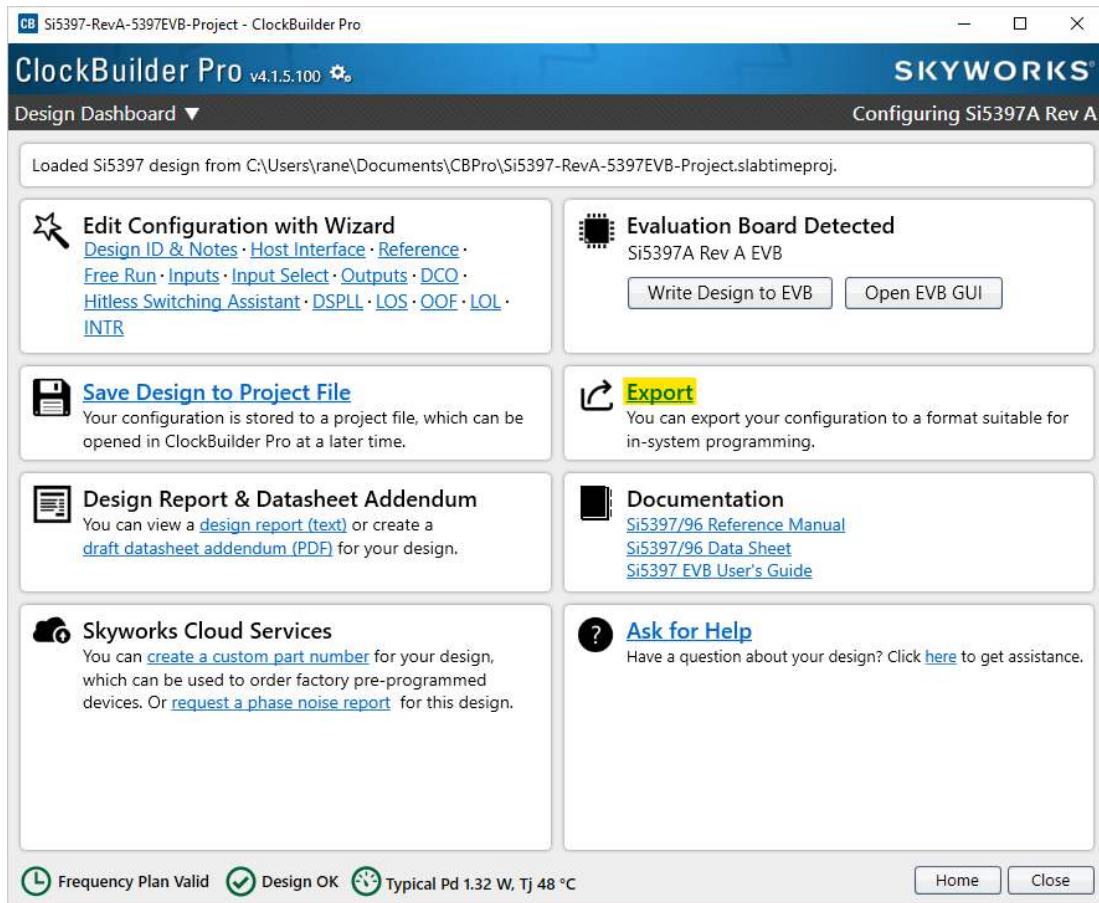 CB Si5397-RevA-5397EVB-Project - ClockBuilder Pro
ClockBuilder Pro v4.1.5.100
SKYWORKS
Design Dashboard ▼
Configuring Si5397A Rev A
Loaded Si5397 design from C:\Users\rane\Documents\CBPro\Si5397-RevA-5397EVB-Project.slabtimeproj.
Edit Configuration with Wizard
Design ID & Notes · Host Interface · Reference ·
Free Run · Inputs · Input Select · Outputs · DCO ·
Hitless Switching Assistant · DSPLL · LOS · OOF · LOL ·
INTR
Evaluation Board Detected
Si5397A Rev A EVB
Write Design to EVB
Open EVB GUI
Save Design to Project File
Your configuration is stored to a project file, which can be
opened in ClockBuilder Pro at a later time.
Export
You can export your configuration to a format suitable for
in-system programming.
Design Report & Datasheet Addendum
You can view a design report (text) or create a
draft datasheet addendum (PDF) for your design.
Documentation
Si5397/96 Reference Manual
Si5397/96 Data Sheet
Si5397 EVB User's Guide
Skyworks Cloud Services
You can create a custom part number for your design,
which can be used to order factory pre-programmed
devices. Or request a phase noise report for this design.
Ask for Help
Have a question about your design? Click here to get assistance.
Frequency Plan Valid
Design OK
Typical Pd 1.32 W, Tj 48 °C
Home
Close